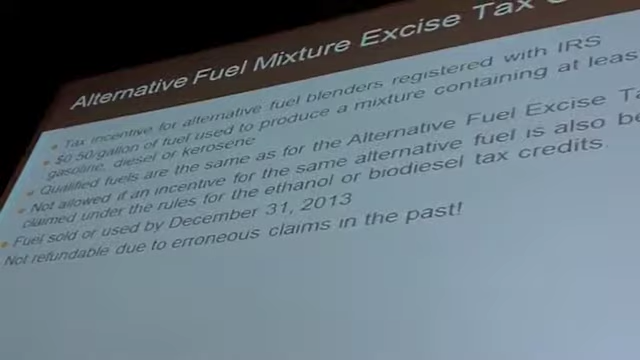 Alternative Fuel Mixture Excise Tax
Tax incentive for alternative fuel blenders registered with IRS
$0.50/gallon of fuel used to produce a mixture containing at leas
gasoline, diesel or kerosene
Qualified fuels are the same as for the Alternative Fuel Excise Ta
Not allowed if an incentive for the same alternative fuel is also be
claimed under the rules for the ethanol or biodiesel tax credits.
Fuel sold or used by December 31, 2013
Not refundable due to erroneous claims in the past!